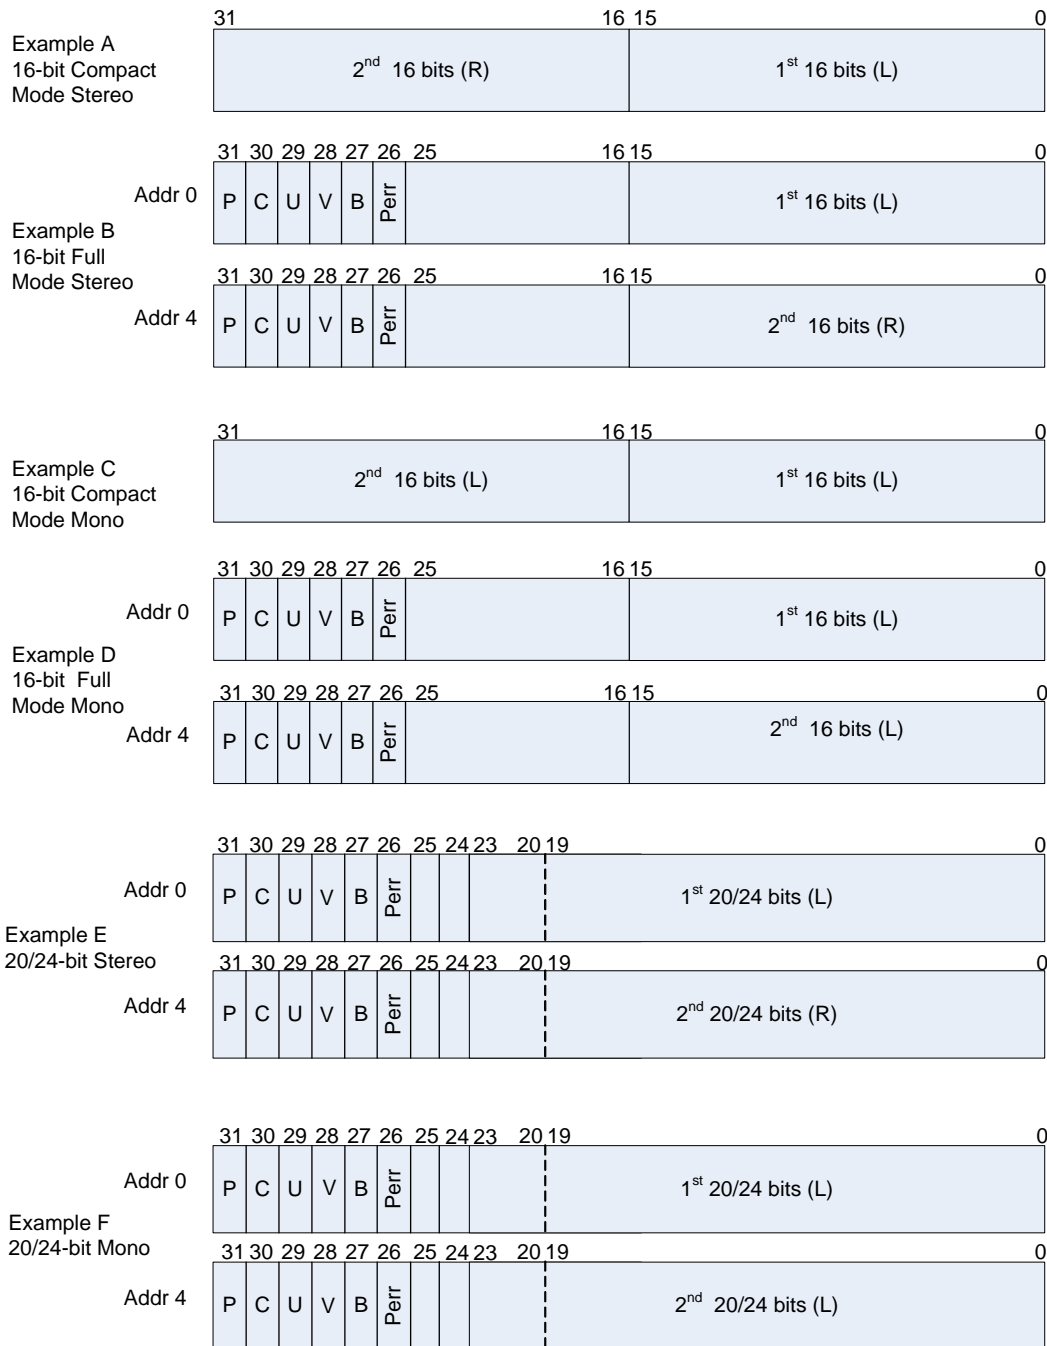 31 16 15 0
Example A
16-bit Compact
Mode Stereo
2nd 16 bits (R) 1st 16 bits (L)
31 30 29 28 27 26 25 16 15 0
Addr 0 P C U V B Perr 1st 16 bits (L)
Example B
16-bit Full
Mode Stereo
31 30 29 28 27 26 25 16 15 0
Addr 4 P C U V B Perr 2nd 16 bits (R)
31 16 15 0
Example C
16-bit Compact
Mode Mono
2nd 16 bits (L) 1st 16 bits (L)
31 30 29 28 27 26 25 16 15 0
Addr 0 P C U V B Perr 1st 16 bits (L)
Example D
16-bit Full
Mode Mono
31 30 29 28 27 26 25 16 15 0
Addr 4 P C U V B Perr 2nd 16 bits (L)
31 30 29 28 27 26 25 24 23 20 19 0
Addr 0 P C U V B Perr 1st 20/24 bits (L)
Example E
20/24-bit Stereo
31 30 29 28 27 26 25 24 23 20 19 0
Addr 4 P C U V B Perr 2nd 20/24 bits (R)
31 30 29 28 27 26 25 24 23 20 19 0
Addr 0 P C U V B Perr 1st 20/24 bits (L)
Example F
20/24-bit Mono
31 30 29 28 27 26 25 24 23 20 19 0
Addr 4 P C U V B Perr 2nd 20/24 bits (L)